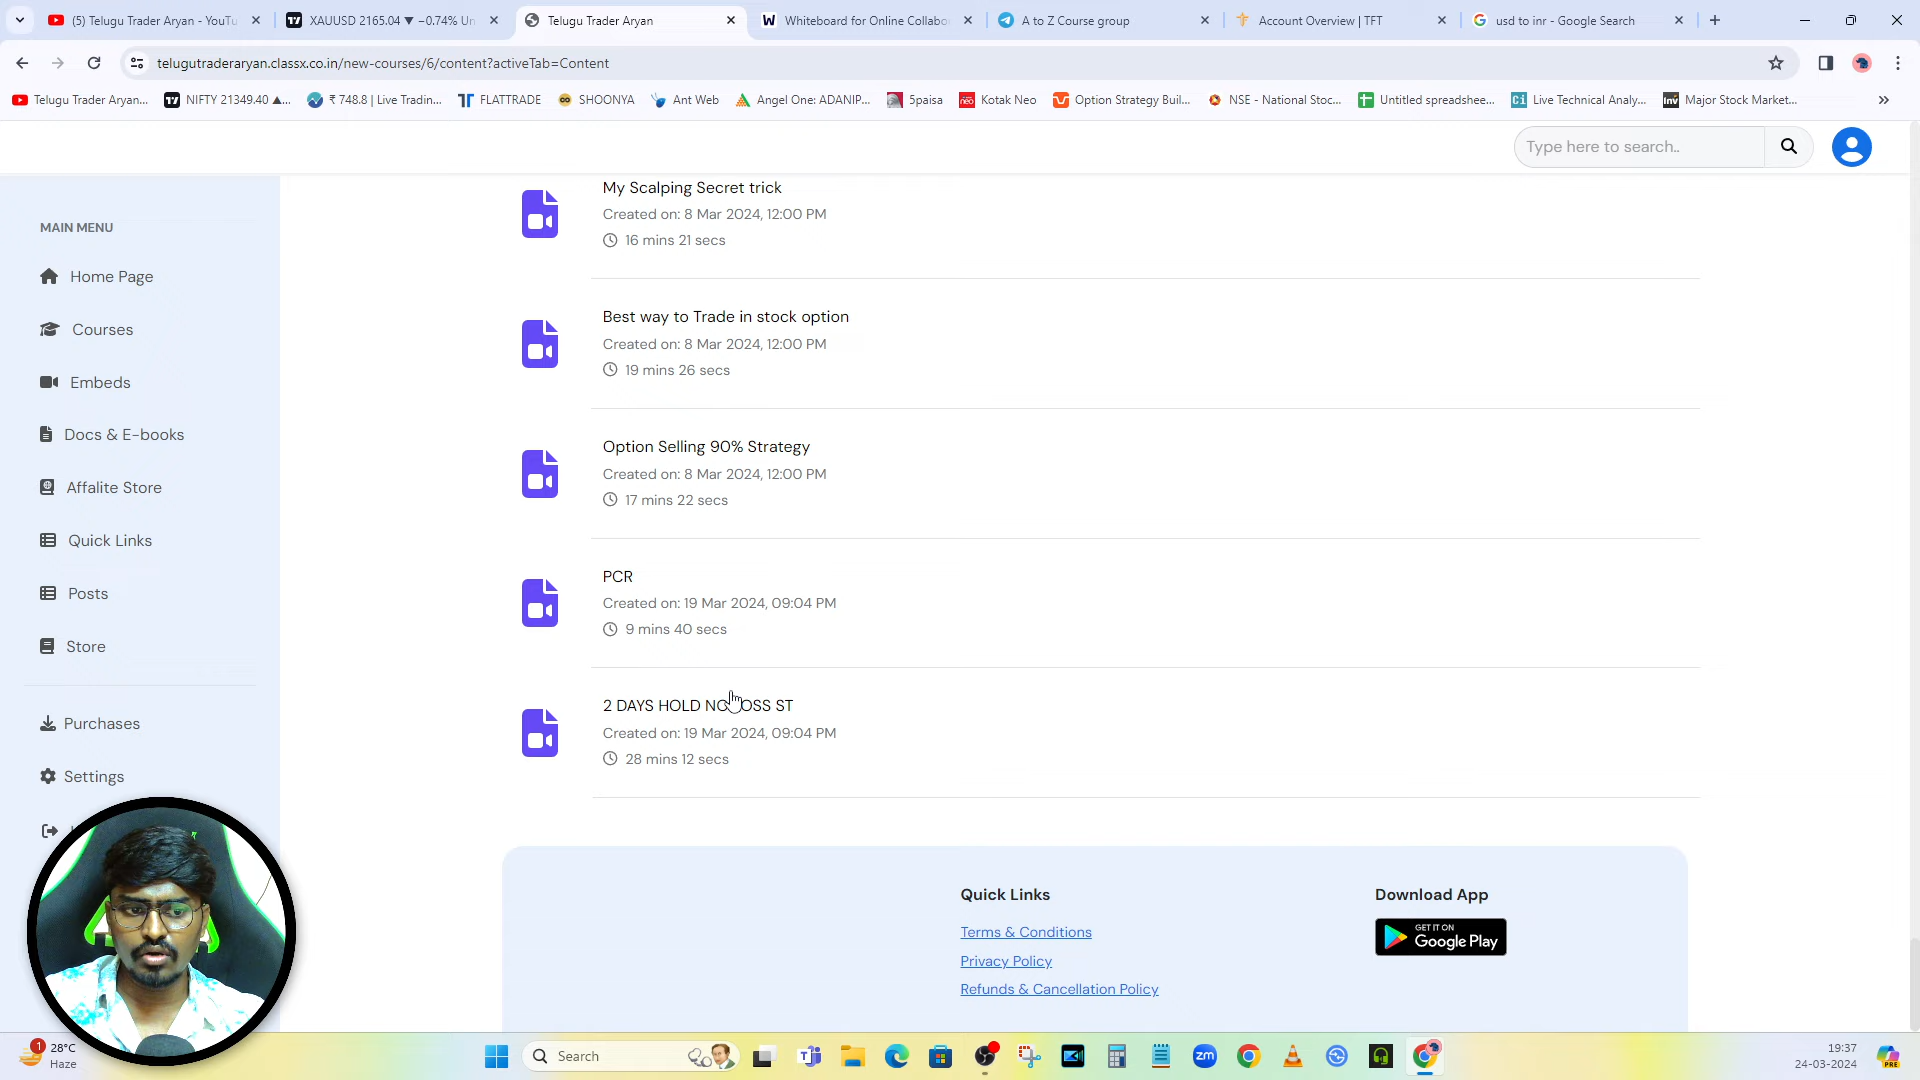 (5) Telugu Trader Aryan - YouTu
XAUUSD 2165.04 ▼ −0.74% Un
Telugu Trader Aryan
Whiteboard for Online Collabo
A to Z Course group
Account Overview | TFT
usd to inr - Google Search
telugutraderaryan.classx.co.in/new-courses/6/content?activeTab=Content
Telugu Trader Aryan...
NIFTY 21349.40 ▲...
₹ 748.8 | Live Tradin...
FLATTRADE
SHOONYA
Ant Web
Angel One: ADANIP...
5paisa
Kotak Neo
Option Strategy Buil...
NSE - National Stoc...
Untitled spreadshee...
Live Technical Analy...
Major Stock Market...
Type here to search..
MAIN MENU
Home Page
Courses
Embeds
Docs & E-books
Affalite Store
Quick Links
Posts
Store
Purchases
Settings
My Scalping Secret trick
Created on: 8 Mar 2024, 12:00 PM
16 mins 21 secs
Best way to Trade in stock option
Created on: 8 Mar 2024, 12:00 PM
19 mins 26 secs
Option Selling 90% Strategy
Created on: 8 Mar 2024, 12:00 PM
17 mins 22 secs
PCR
Created on: 19 Mar 2024, 09:04 PM
9 mins 40 secs
2 DAYS HOLD NO LOSS ST
Created on: 19 Mar 2024, 09:04 PM
28 mins 12 secs
Quick Links
Terms & Conditions
Privacy Policy
Refunds & Cancellation Policy
Download App
GET IT ON
Google Play
1
28°C
Haze
Search
zm
19:37
24-03-2024
PRE